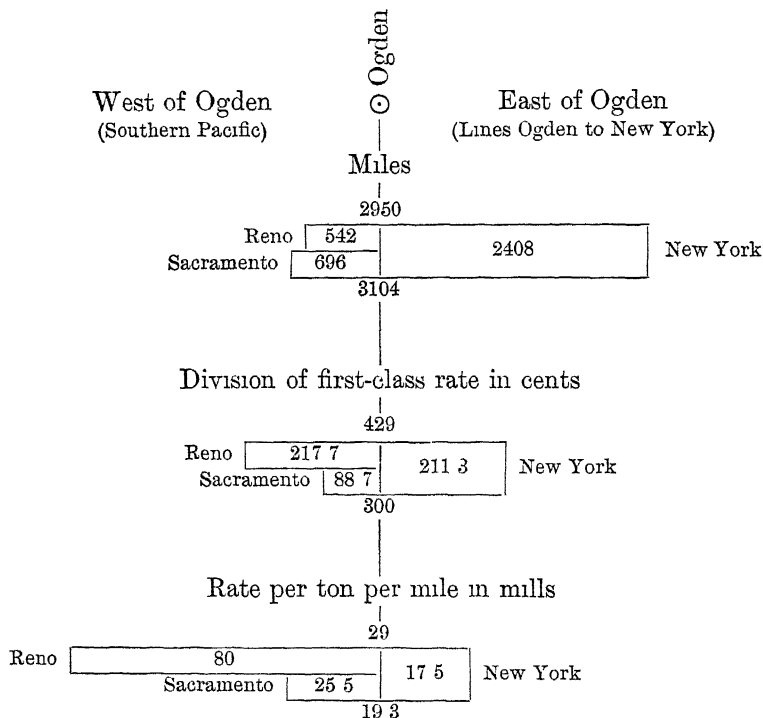 Ogden
West of Ogden
(Southern Pacific)
East of Ogden
(Lines Ogden to New York)
Miles
2950
Reno 542
2408 New York
Sacramento 696
3104
Division of first-class rate in cents
429
Reno 217 7
211 3 New York
Sacramento 88 7
300
Rate per ton per mile in mills
29
Reno 80
17 5 New York
Sacramento 25 5
19 3